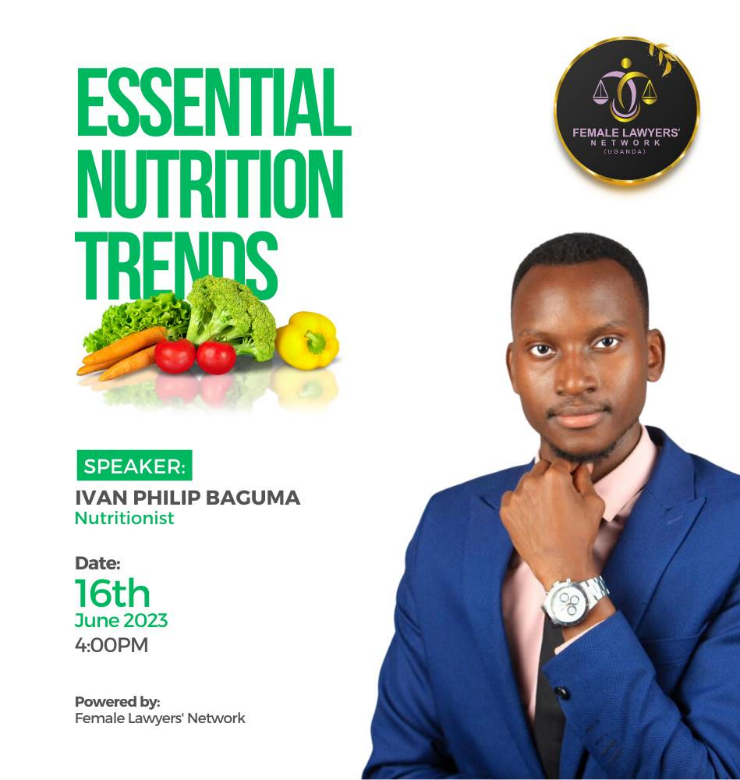 ESSENTIAL
NUTRITION
TRENDS
FEMALE LAWYERS'
NETWORK
(UGANDA)
SPEAKER:
IVAN PHILIP BAGUMA
Nutritionist
Date:
16th
June 2023
4:00PM
Powered by:
Female Lawyers' Network